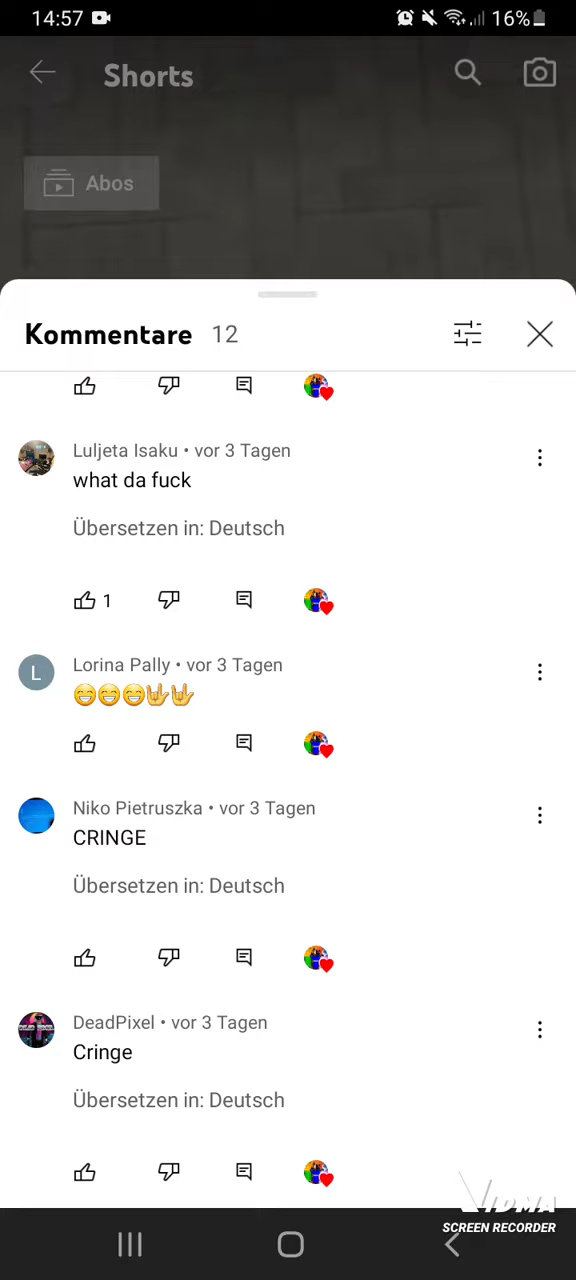 14:57 16%
Shorts
Abos
Kommentare 12
Luljeta Isaku • vor 3 Tagen
what da fuck
Übersetzen in: Deutsch
1
L
Lorina Pally • vor 3 Tagen
😁😁😁🤟🤟
Niko Pietruszka • vor 3 Tagen
CRINGE
Übersetzen in: Deutsch
DeadPixel • vor 3 Tagen
Cringe
Übersetzen in: Deutsch
VIDMA
SCREEN RECORDER